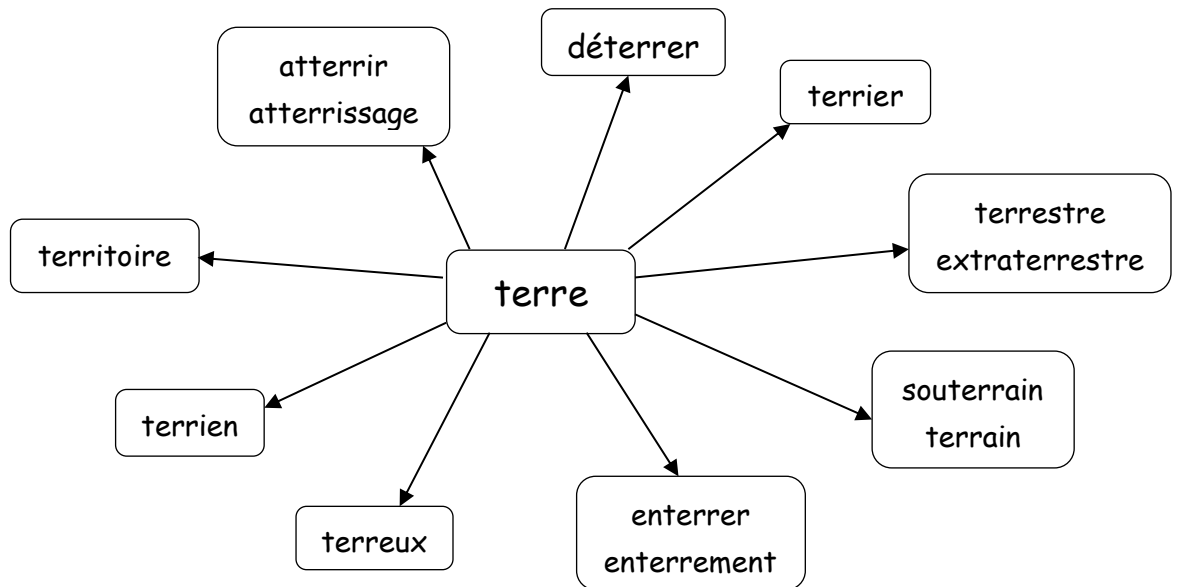 déterrer
atterrir
atterrissage
terrier
terrestre
extraterrestre
territoire
terre
souterrain
terrain
terrien
enterrer
enterrement
terreux